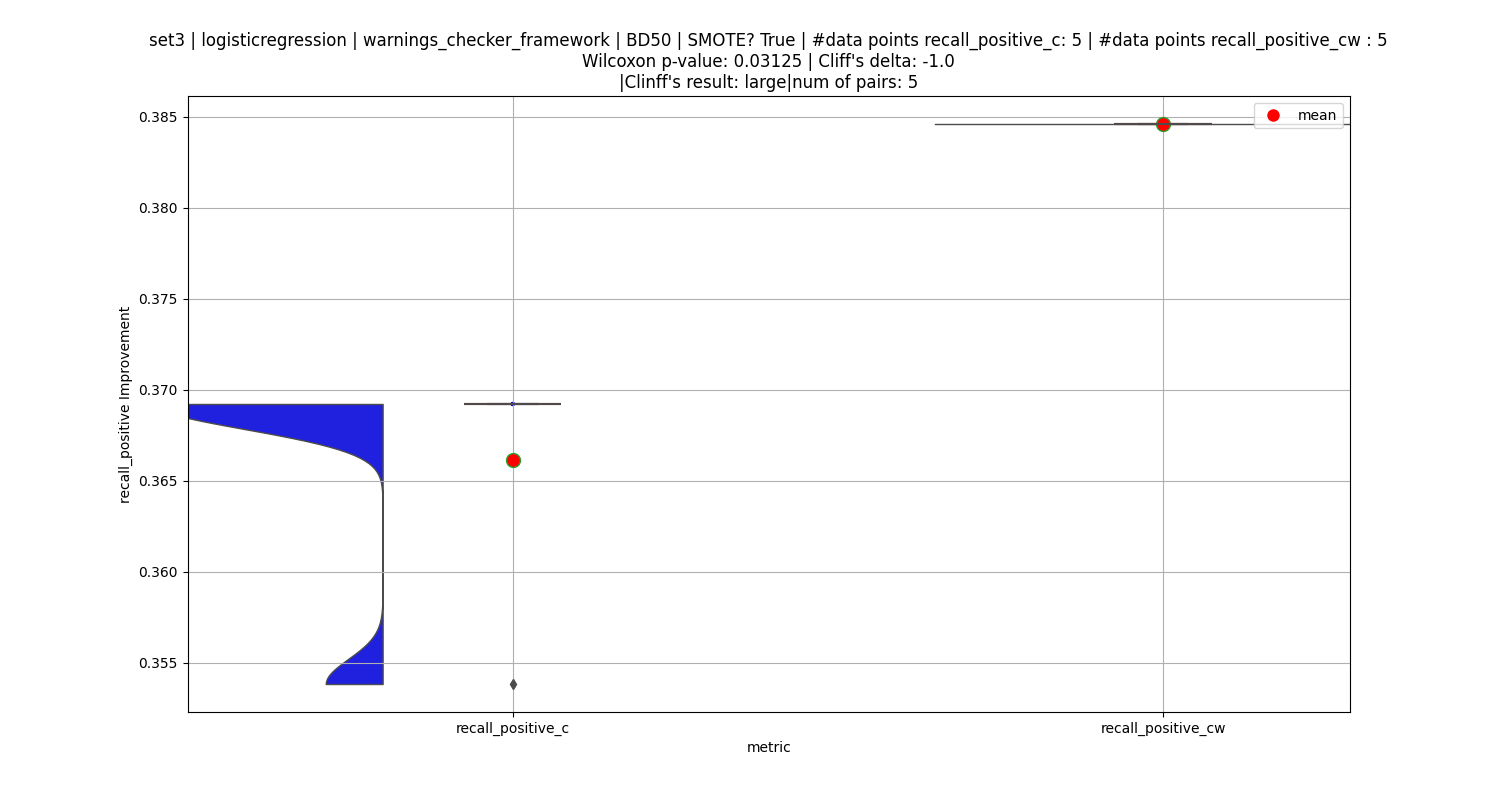 set3 | logisticregression | warnings_checker_framework | BD50 | SMOTE? True | #data points recall_positive_c: 5 | #data points recall_positive_cw : 5
Wilcoxon p-value: 0.03125 | Cliff's delta: -1.0
|Clinff's result: large|num of pairs: 5
mean
0.385
0.380
0.375
0.370
0.365
0.360
0.355
recall_positive Improvement
recall_positive_c
recall_positive_cw
metric